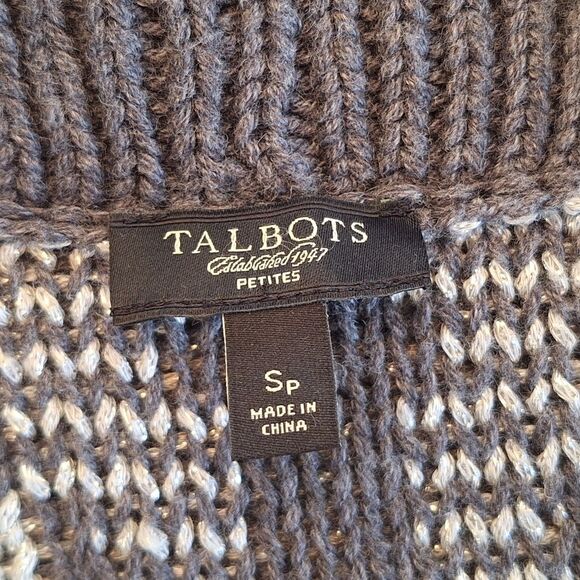 TALBOTS
Established 1947
PETITES
SP
MADE IN
CHINA